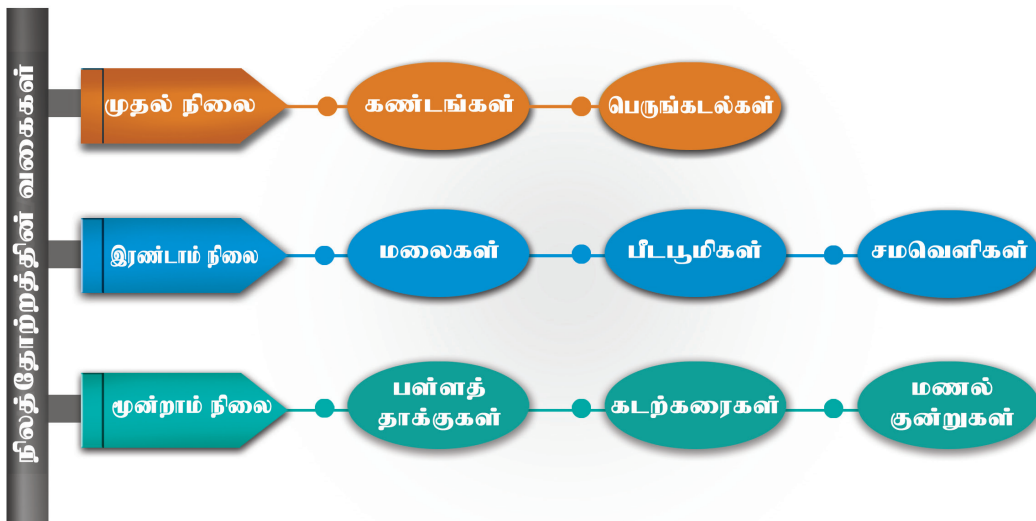 நிலத்தோற்றத்தின் வகைகள்
முதல் நிலை
கண்டங்கள்
பெருங்கடல்கள்
இரண்டாம் நிலை
மலைகள்
பீடபூமிகள்
சமவெளிகள்
மூன்றாம் நிலை
பள்ளத்
தாக்குகள்
கடற்கரைகள்
மணல்
குன்றுகள்